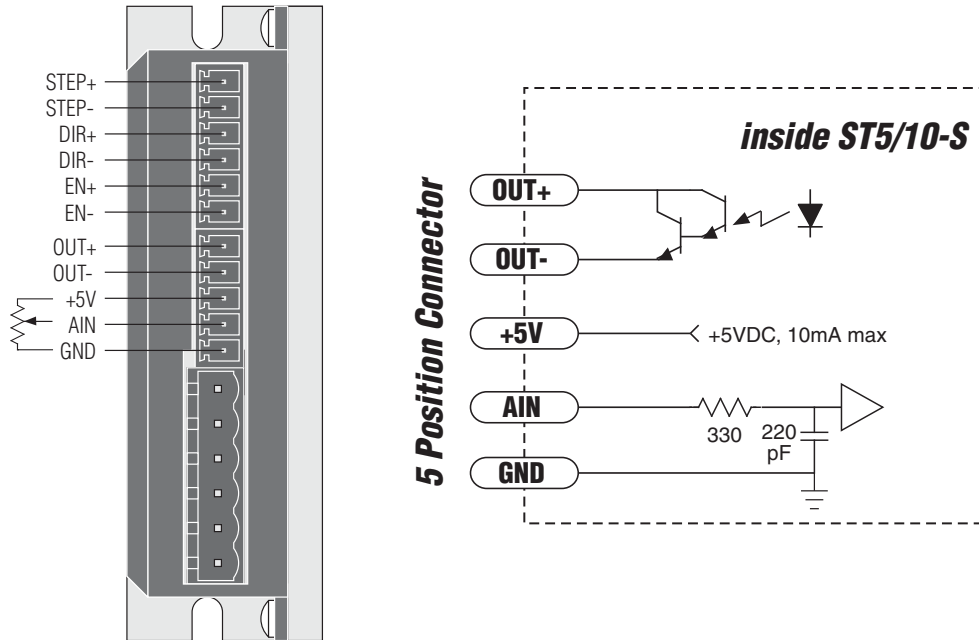 STEP+
STEP-
DIR+
DIR-
EN+
EN-
OUT+
OUT-
+5V
AIN
GND
5 Position Connector
inside ST5/10-S
OUT+
OUT-
+5V
+5VDC, 10mA max
AIN
330
220
pF
GND